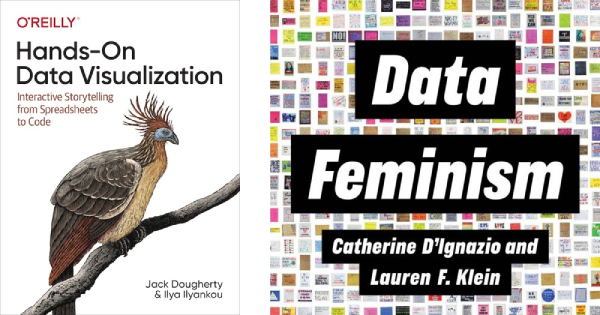 O'REILLY®
Hands-On
Data Visualization
Interactive Storytelling
from Spreadsheets
to Code
Jack Dougherty
& Ilya Ilyankou
Data
Feminism
Catherine D'Ignazio and
Lauren F. Klein